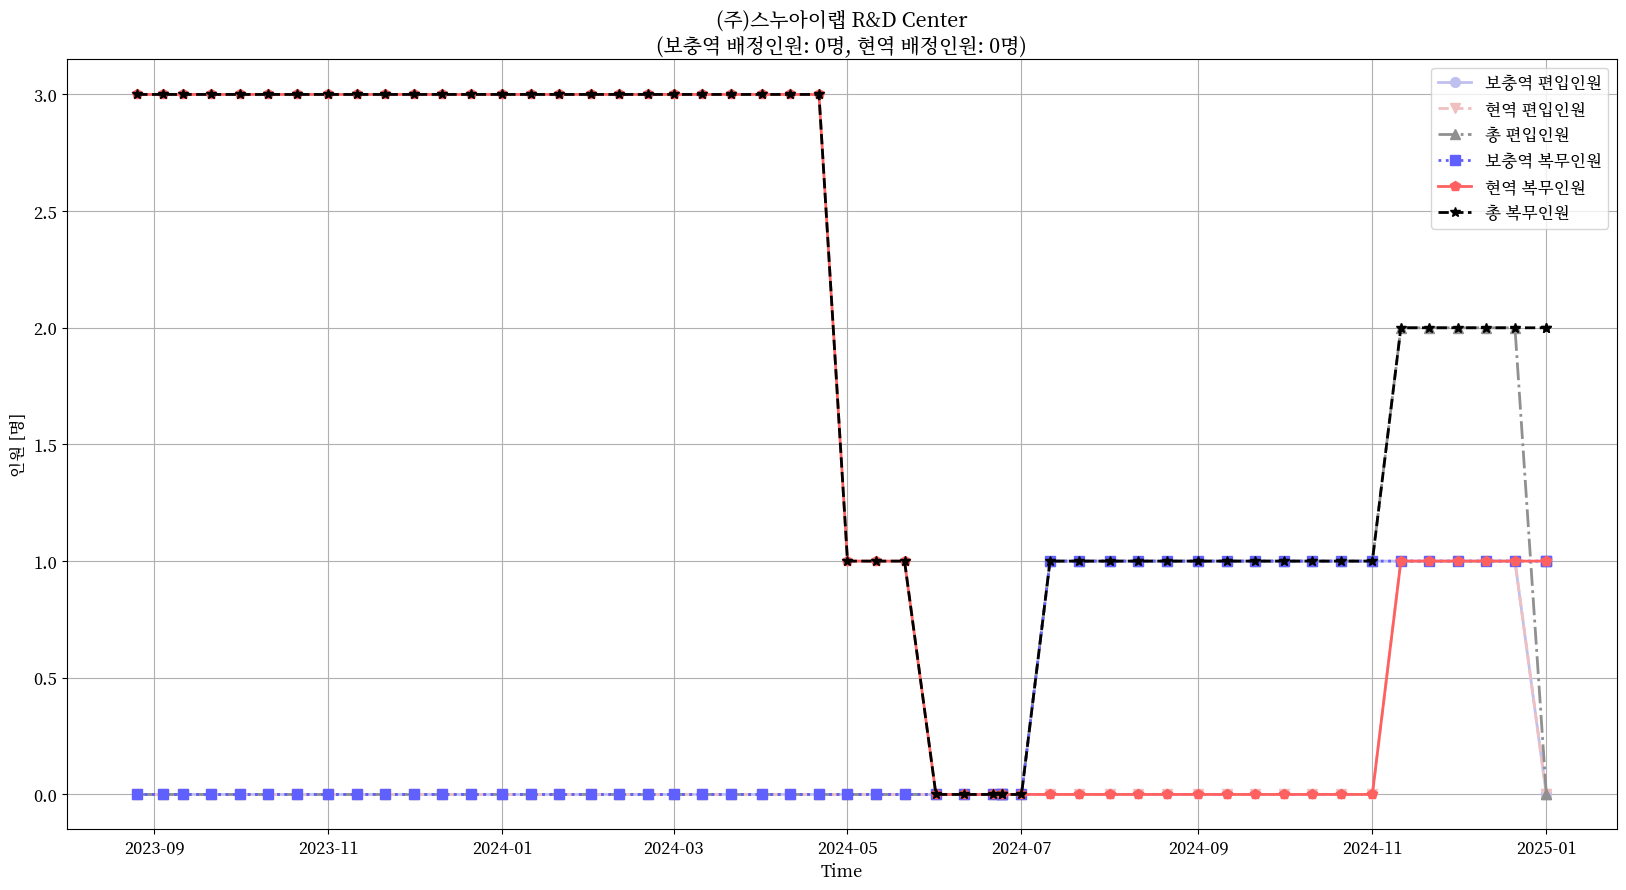 (주)스누아이랩 R&D Center
(보충역 배정인원: 0명, 현역 배정인원: 0명)
보충역 편입인원
현역 편입인원
총 편입인원
보충역 복무인원
현역 복무인원
총 복무인원
인원 [명]
3.0
2.5
2.0
1.5
1.0
0.5
0.0
2023-09
2023-11
2024-01
2024-03
2024-05
2024-07
2024-09
2024-11
2025-01
Time